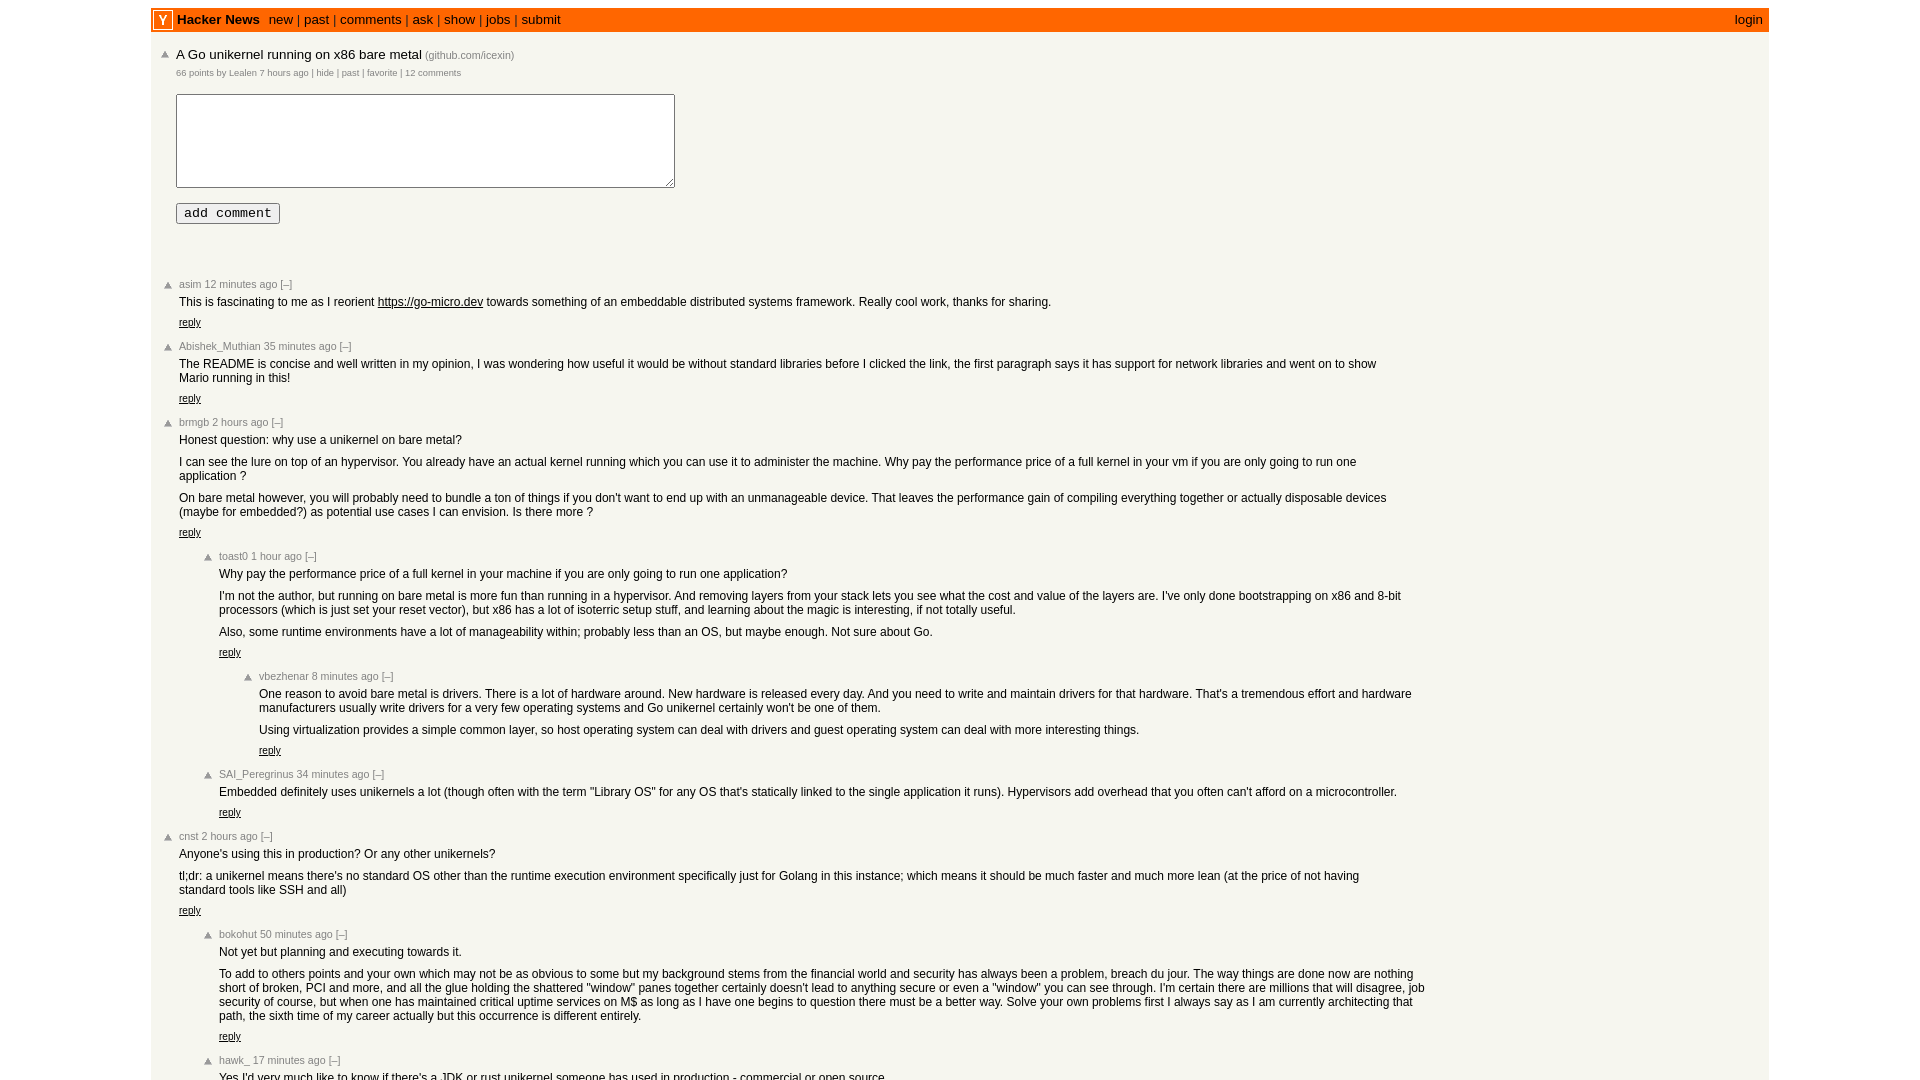 Y Hacker News new | past | comments | ask | show | jobs | submit login
A Go unikernel running on x86 bare metal (github.com/icexin)
66 points by Lealen 7 hours ago | hide | past | favorite | 12 comments
add comment
asim 12 minutes ago [–]
This is fascinating to me as I reorient https://go-micro.dev towards something of an embeddable distributed systems framework. Really cool work, thanks for sharing.
reply
Abishek_Muthian 35 minutes ago [–]
The README is concise and well written in my opinion, I was wondering how useful it would be without standard libraries before I clicked the link, the first paragraph says it has support for network libraries and went on to show
Mario running in this!
reply
brmgb 2 hours ago [–]
Honest question: why use a unikernel on bare metal?
I can see the lure on top of an hypervisor. You already have an actual kernel running which you can use it to administer the machine. Why pay the performance price of a full kernel in your vm if you are only going to run one
application ?
On bare metal however, you will probably need to bundle a ton of things if you don't want to end up with an unmanageable device. That leaves the performance gain of compiling everything together or actually disposable devices
(maybe for embedded?) as potential use cases I can envision. Is there more ?
reply
toast0 1 hour ago [–]
Why pay the performance price of a full kernel in your machine if you are only going to run one application?
I'm not the author, but running on bare metal is more fun than running in a hypervisor. And removing layers from your stack lets you see what the cost and value of the layers are. I've only done bootstrapping on x86 and 8-bit
processors (which is just set your reset vector), but x86 has a lot of isoterric setup stuff, and learning about the magic is interesting, if not totally useful.
Also, some runtime environments have a lot of manageability within; probably less than an OS, but maybe enough. Not sure about Go.
reply
vbezhenar 8 minutes ago [–]
One reason to avoid bare metal is drivers. There is a lot of hardware around. New hardware is released every day. And you need to write and maintain drivers for that hardware. That's a tremendous effort and hardware
manufacturers usually write drivers for a very few operating systems and Go unikernel certainly won't be one of them.
Using virtualization provides a simple common layer, so host operating system can deal with drivers and guest operating system can deal with more interesting things.
reply
SAI_Peregrinus 34 minutes ago [–]
Embedded definitely uses unikernels a lot (though often with the term "Library OS" for any OS that's statically linked to the single application it runs). Hypervisors add overhead that you often can't afford on a microcontroller.
reply
cnst 2 hours ago [–]
Anyone's using this in production? Or any other unikernels?
tl;dr: a unikernel means there's no standard OS other than the runtime execution environment specifically just for Golang in this instance; which means it should be much faster and much more lean (at the price of not having
standard tools like SSH and all)
reply
bokohut 50 minutes ago [–]
Not yet but planning and executing towards it.
To add to others points and your own which may not be as obvious to some but my background stems from the financial world and security has always been a problem, breach du jour. The way things are done now are nothing
short of broken, PCI and more, and all the glue holding the shattered "window" panes together certainly doesn't lead to anything secure or even a "window" you can see through. I'm certain there are millions that will disagree, job
security of course, but when one has maintained critical uptime services on M$ as long as I have one begins to question there must be a better way. Solve your own problems first I always say as I am currently architecting that
path, the sixth time of my career actually but this occurrence is different entirely.
reply
hawk_ 17 minutes ago [–]
Yes I'd very much like to know if there's a JDK or rust unikernel someone has used in production - commercial or open source.